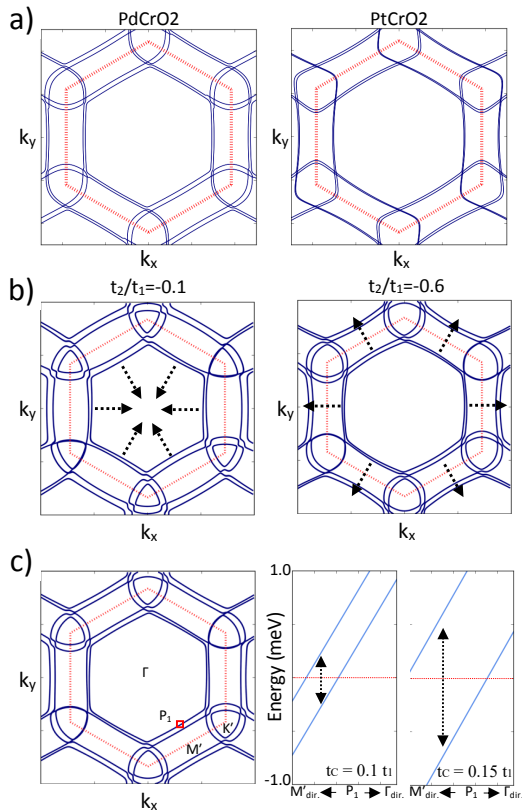 a)
PdCrO2
PtCrO2
ky
kx
ky
kx
b)
t2/t1=-0.1
t2/t1=-0.6
ky
kx
ky
kx
c)
ky
Γ
P1
M'
K'
kx
Energy (meV)
1.0
-1.0
tC = 0.1 t1
tC = 0.15 t1
M'dir. P1 Γdir.
M'dir. P1 Γdir.